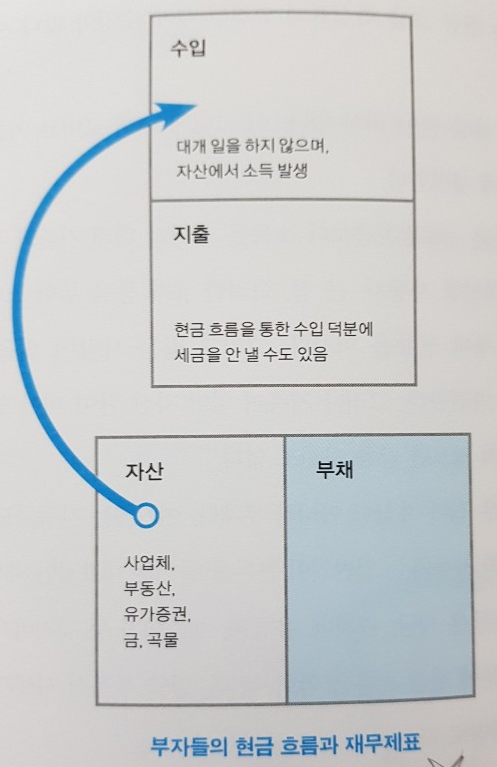 수입
대개 일을 하지 않으며,
자산에서 소득 발생
지출
현금 흐름을 통한 수입 덕분에
세금을 안 낼 수도 있음
자산
부채
사업체,
부동산,
유가증권,
금, 곡물
부자들의 현금 흐름과 재무제표